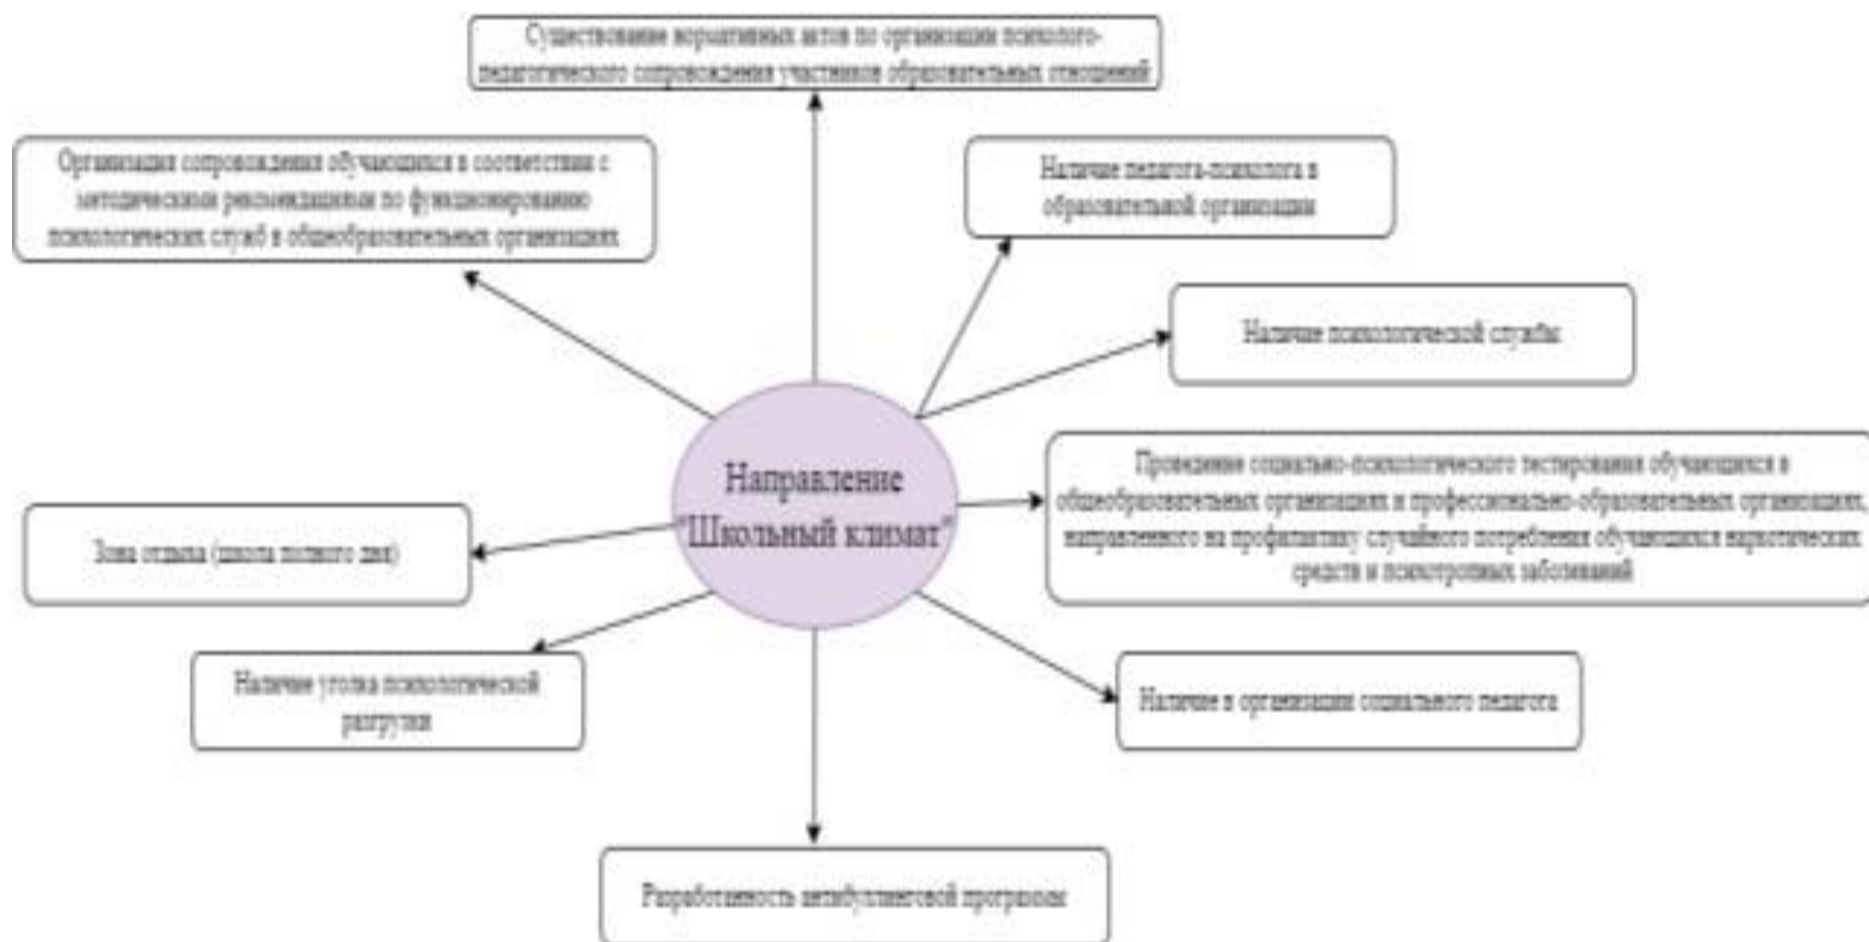 Существование нормативных актов по организации психолого-
педагогического сопровождения участников образовательных отношений
Организация сопровождения обучающихся в соответствии с
методическими рекомендациями по функционированию
психологических служб в общеобразовательных организациях
Наличие педагога-психолога в
образовательной организации
Наличие психологической службы
Направление
"Школьный климат"
Проведение социально-психологического тестирования обучающихся в
общеобразовательных организациях и профессионально-образовательных организациях,
направленного на профилактику случайного потребления обучающихся наркотических
средств и психотропных заболеваний
Зона отдыха (школа полного дня)
Наличие уголка психологической
разгрузки
Наличие в организации социального педагога
Разработанность антибуллинговой программы